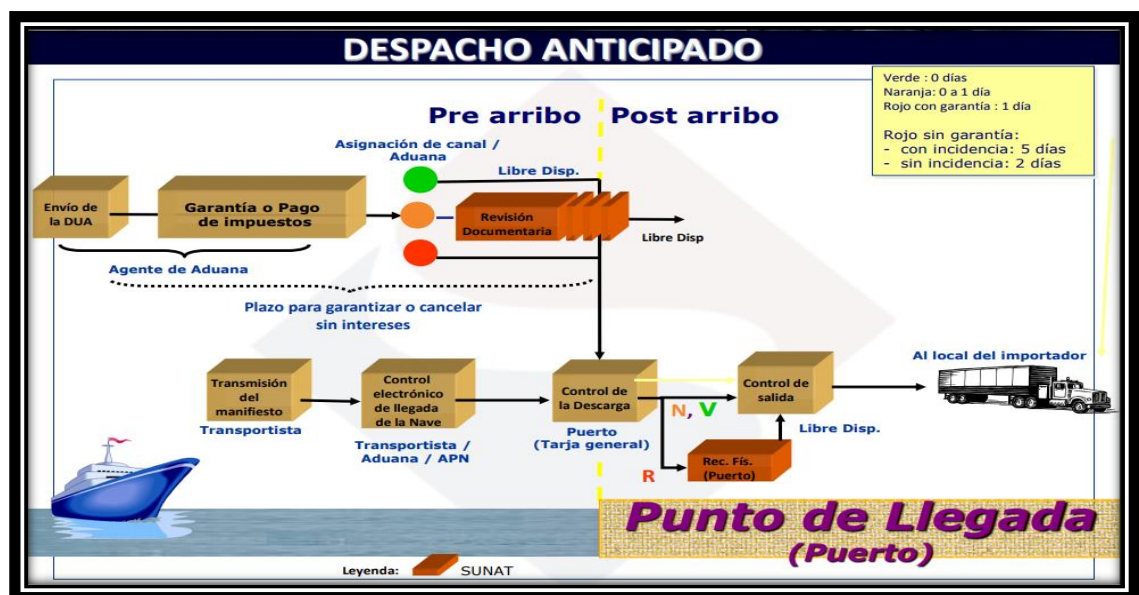 DESPACHO ANTICIPADO
Verde : 0 días
Naranja: 0 a 1 día
Rojo con garantía : 1 día
Rojo sin garantía:
- con incidencia: 5 días
- sin incidencia: 2 días
Pre arribo
Post arribo
Asignación de canal /
Aduana
Libre Disp.
Envío de
la DUA
Garantía o Pago
de impuestos
Revisión
Documentaria
Libre Disp
Agente de Aduana
Plazo para garantizar o cancelar
sin intereses
Transmisión
del
manifiesto
Transportista
Control
electrónico
de llegada
de la Nave
Transportista /
Aduana / APN
Control de
la Descarga
Puerto
(Tarja general)
N, V
R
Rec. Fís.
(Puerto)
Control de
salida
Libre Disp.
Al local del importador
Punto de Llegada
(Puerto)
Leyenda:
SUNAT